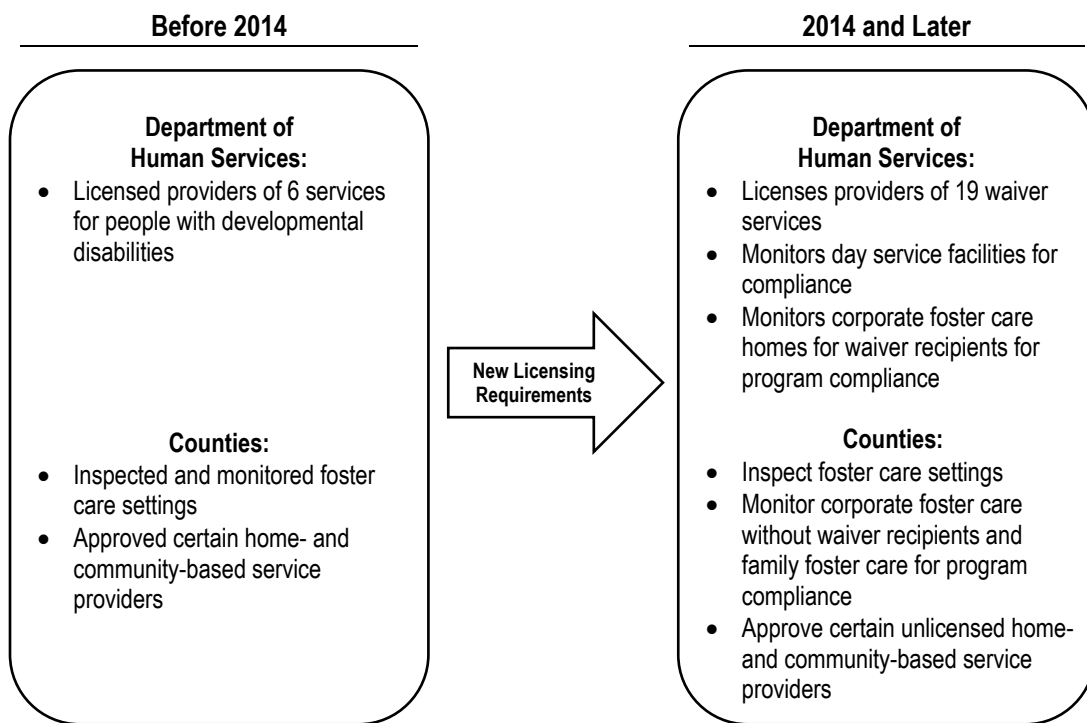 Before 2014
Department of
Human Services:
• Licensed providers of 6 services
for people with developmental
disabilities
Counties:
• Inspected and monitored foster
care settings
• Approved certain home- and
community-based service
providers
New Licensing
Requirements
2014 and Later
Department of
Human Services:
• Licenses providers of 19 waiver
services
• Monitors day service facilities for
compliance
• Monitors corporate foster care
homes for waiver recipients for
program compliance
Counties:
• Inspect foster care settings
• Monitor corporate foster care
without waiver recipients and
family foster care for program
compliance
• Approve certain unlicensed home-
and community-based service
providers